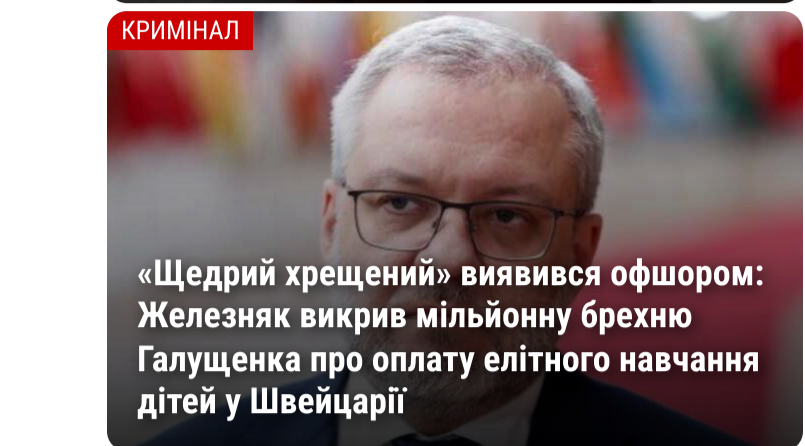 КРИМІНАЛ
«Щедрий хрещений» виявився офшором:
Железняк викрив мільйонну брехню
Галущенка про оплату елітного навчання
дітей у Швейцарії